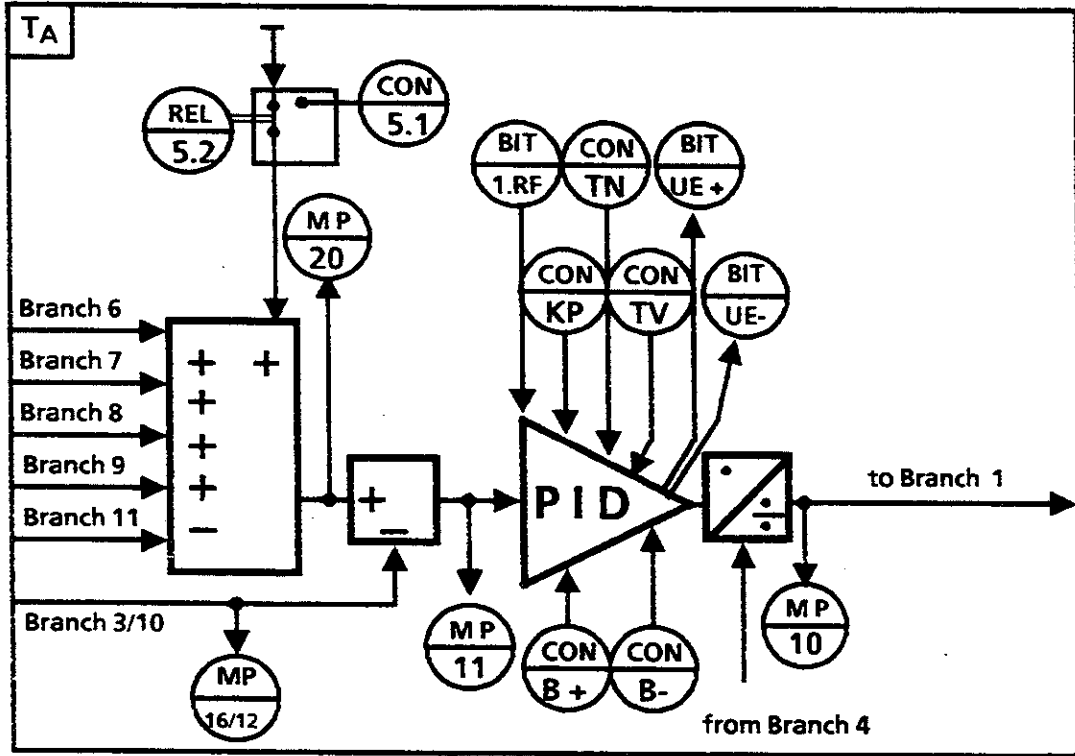 TA
CON
5.1
REL
5.2
BIT
1.RF
CON
TN
BIT
UE +
MP
20
CON
KP
CON
TV
BIT
UE-
Branch 6
Branch 7
Branch 8
Branch 9
Branch 11
+ +
+
+
+
−
+
−
PID
to Branch 1
Branch 3/10
MP
16/12
MP
11
CON
B +
CON
B-
MP
10
from Branch 4